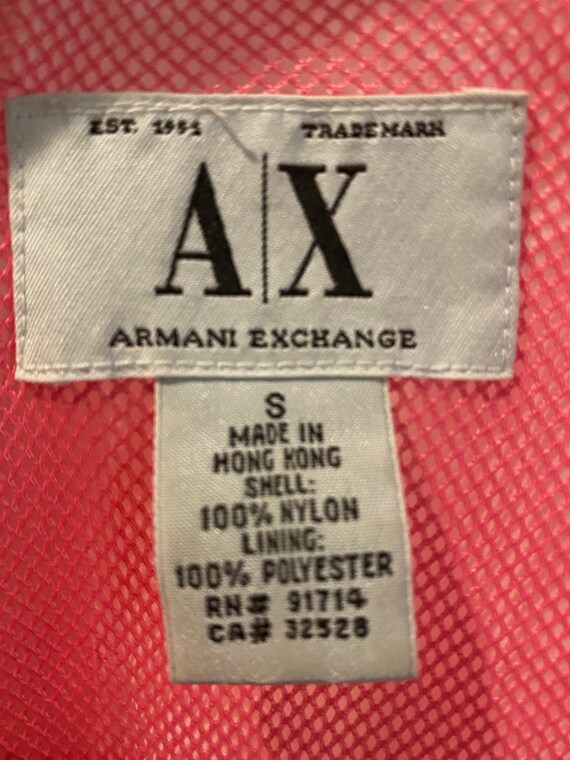 EST. 1991 TRADEMARK
A|X
ARMANI EXCHANGE
S
MADE IN
HONG KONG
SHELL:
100% NYLON
LINING:
100% POLYESTER
RN# 91714
CA# 32528